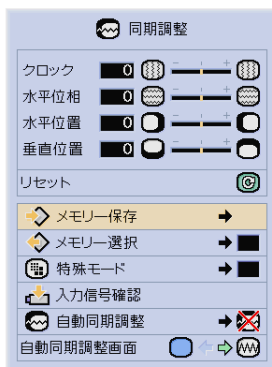 同期調整
クロック 0
水平位相 0
水平位置 0
垂直位置 0
リセット
メモリー保存
メモリー選択
特殊モード
入力信号確認
自動同期調整
自動同期調整画面